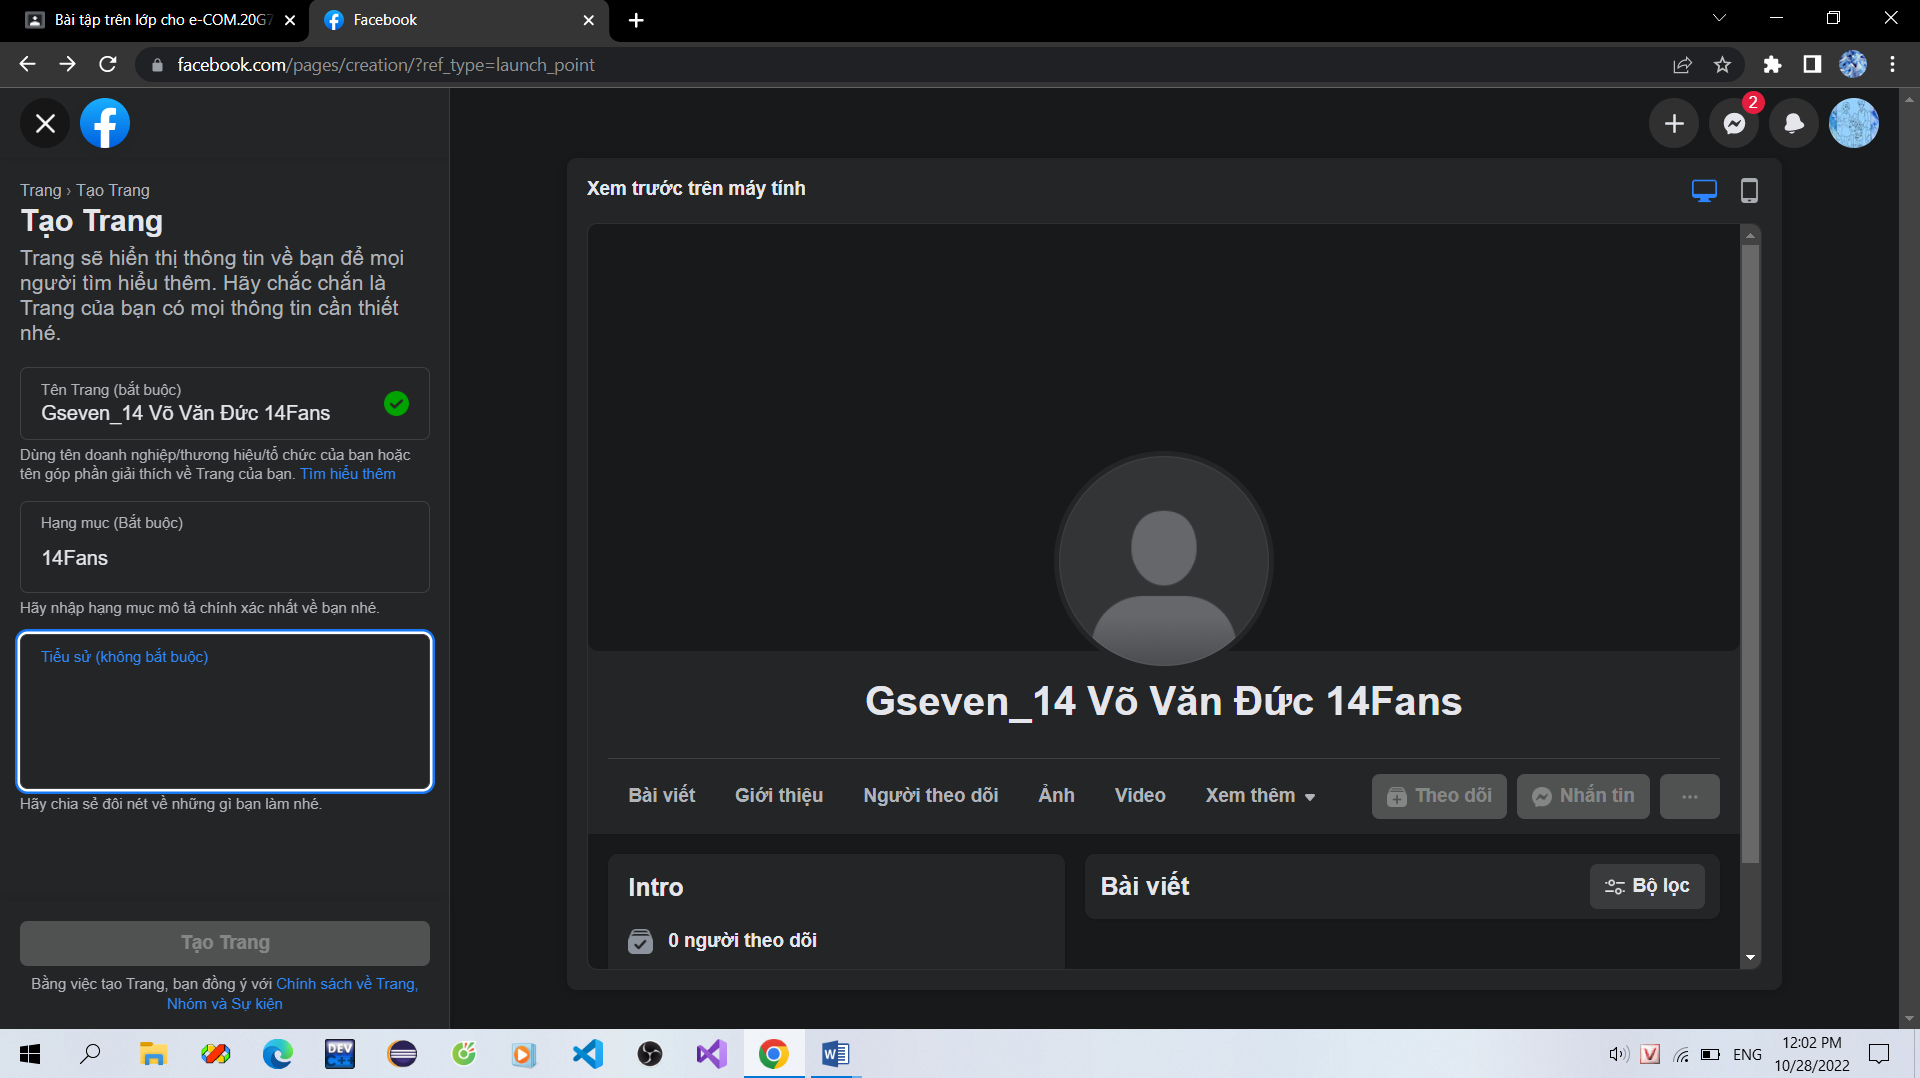 Bài tập trên lớp cho e-COM.20G7
Facebook
facebook.com/pages/creation/?ref_type=launch_point
2
Trang › Tạo Trang
Tạo Trang
Trang sẽ hiển thị thông tin về bạn để mọi
người tìm hiểu thêm. Hãy chắc chắn là
Trang của bạn có mọi thông tin cần thiết
nhé.
Tên Trang (bắt buộc)
Gseven_14 Võ Văn Đức 14Fans
Dùng tên doanh nghiệp/thương hiệu/tổ chức của bạn hoặc
tên góp phần giải thích về Trang của bạn. Tìm hiểu thêm
Hạng mục (Bắt buộc)
14Fans
Hãy nhập hạng mục mô tả chính xác nhất về bạn nhé.
Tiểu sử (không bắt buộc)
Hãy chia sẻ đôi nét về những gì bạn làm nhé.
Tạo Trang
Bằng việc tạo Trang, bạn đồng ý với Chính sách về Trang,
Nhóm và Sự kiện
Xem trước trên máy tính
Gseven_14 Võ Văn Đức 14Fans
Bài viết Giới thiệu Người theo dõi Ảnh Video Xem thêm Theo dõi Nhắn tin ...
Intro
0 người theo dõi
Bài viết
Bộ lọc
DEV
C++
W
V
ENG
12:02 PM
10/28/2022